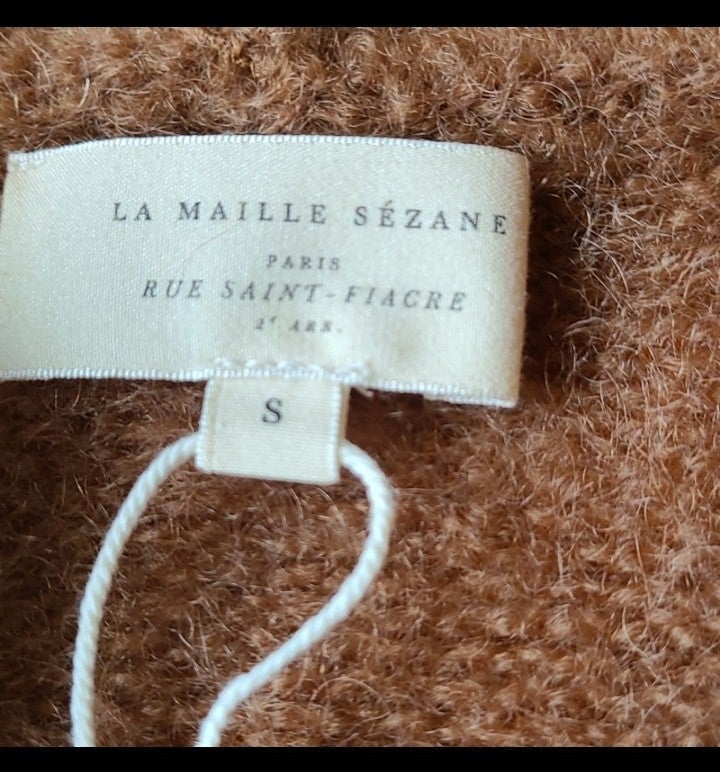 LA MAILLE SÉZANE
PARIS
RUE SAINT-FIACRE
2ᵉ ARR.
S